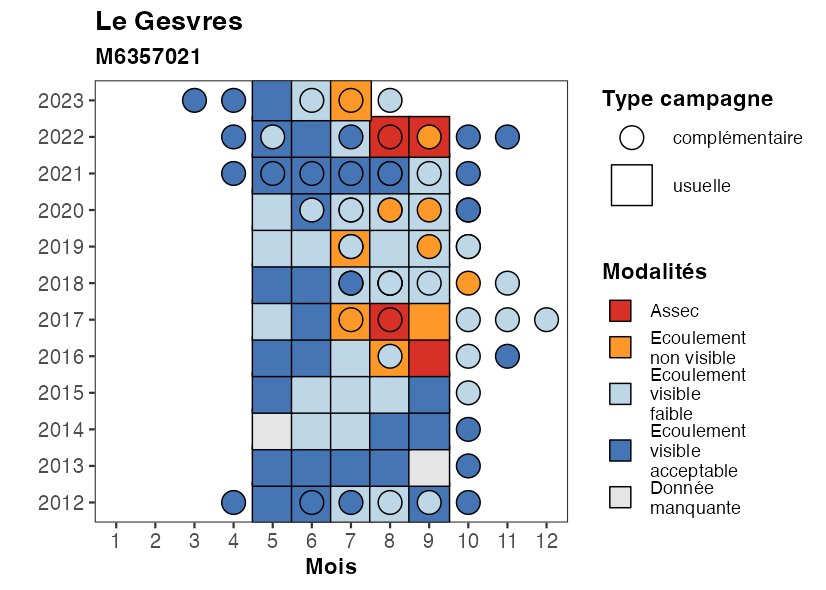 Le Gesvres
M6357021
2023
2022
2021
2020
2019
2018
2017
2016
2015
2014
2013
2012
1 2 3 4 5 6 7 8 9 10 11 12
Mois
Type campagne
complémentaire
usuelle
Modalités
Assec
Ecoulement
non visible
Ecoulement
visible
faible
Ecoulement
visible
acceptable
Donnée
manquante